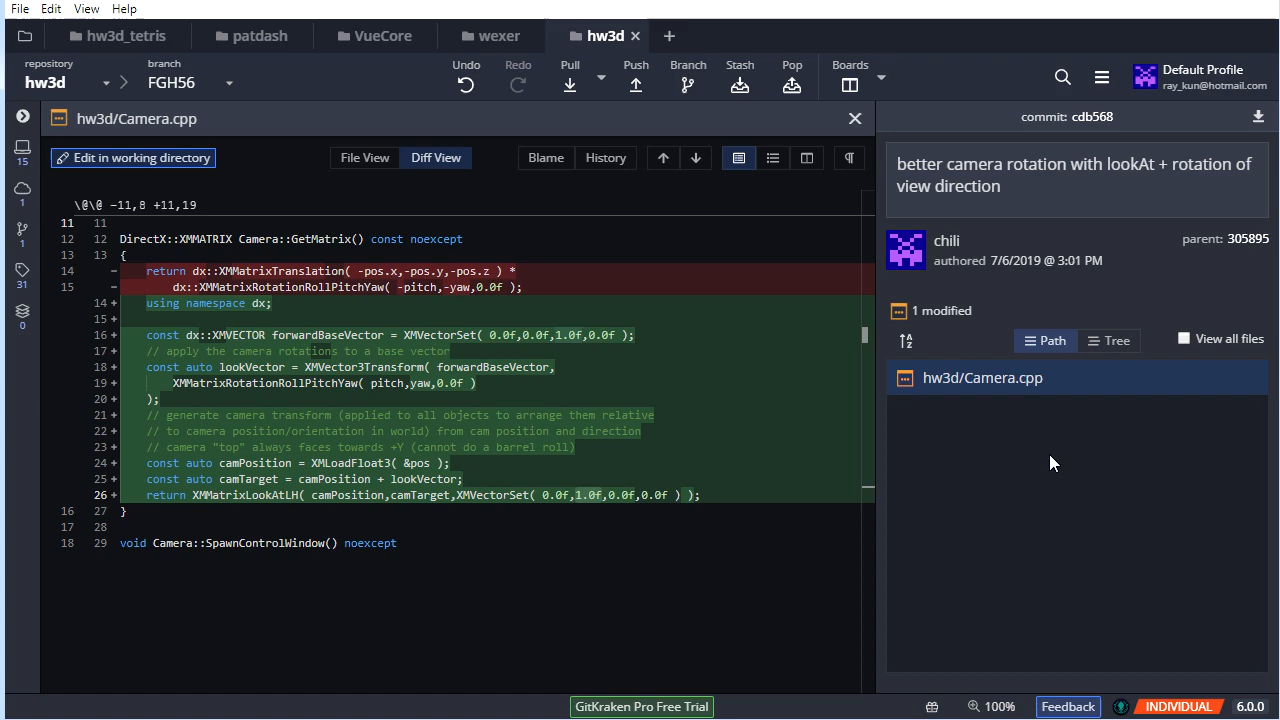 File Edit View Help
hw3d_tetris patdash VueCore wexer hw3d
repository branch Undo Redo Pull Push Branch Stash Pop Boards Default Profile
hw3d FGH56 ray_kun@hotmail.com
hw3d/Camera.cpp
commit: cdb568
Edit in working directory File View Diff View Blame History
better camera rotation with lookAt + rotation of
view direction
chili parent: 305895
authored 7/6/2019 @ 3:01 PM
1 modified
Path Tree View all files
hw3d/Camera.cpp
15
1
1
31
0
\@\@ -11,8 +11,19
11 11
12 12 DirectX::XMMATRIX Camera::GetMatrix() const noexcept
13 13 {
14 - return dx::XMMatrixTranslation( -pos.x,-pos.y,-pos.z ) *
15 - dx::XMMatrixRotationRollPitchYaw( -pitch,-yaw,0.0f );
14 + using namespace dx;
15 +
16 + const dx::XMVECTOR forwardBaseVector = XMVectorSet( 0.0f,0.0f,1.0f,0.0f );
17 + // apply the camera rotations to a base vector
18 + const auto lookVector = XMVector3Transform( forwardBaseVector,
19 + XMMatrixRotationRollPitchYaw( pitch,yaw,0.0f )
20 + );
21 + // generate camera transform (applied to all objects to arrange them relative
22 + // to camera position/orientation in world) from cam position and direction
23 + // camera "top" always faces towards +Y (cannot do a barrel roll)
24 + const auto camPosition = XMLoadFloat3( &pos );
25 + const auto camTarget = camPosition + lookVector;
26 + return XMMatrixLookAtLH( camPosition,camTarget,XMVectorSet( 0.0f,1.0f,0.0f,0.0f ) );
16 27 }
17 28
18 29 void Camera::SpawnControlWindow() noexcept
GitKraken Pro Free Trial 100% Feedback INDIVIDUAL 6.0.0